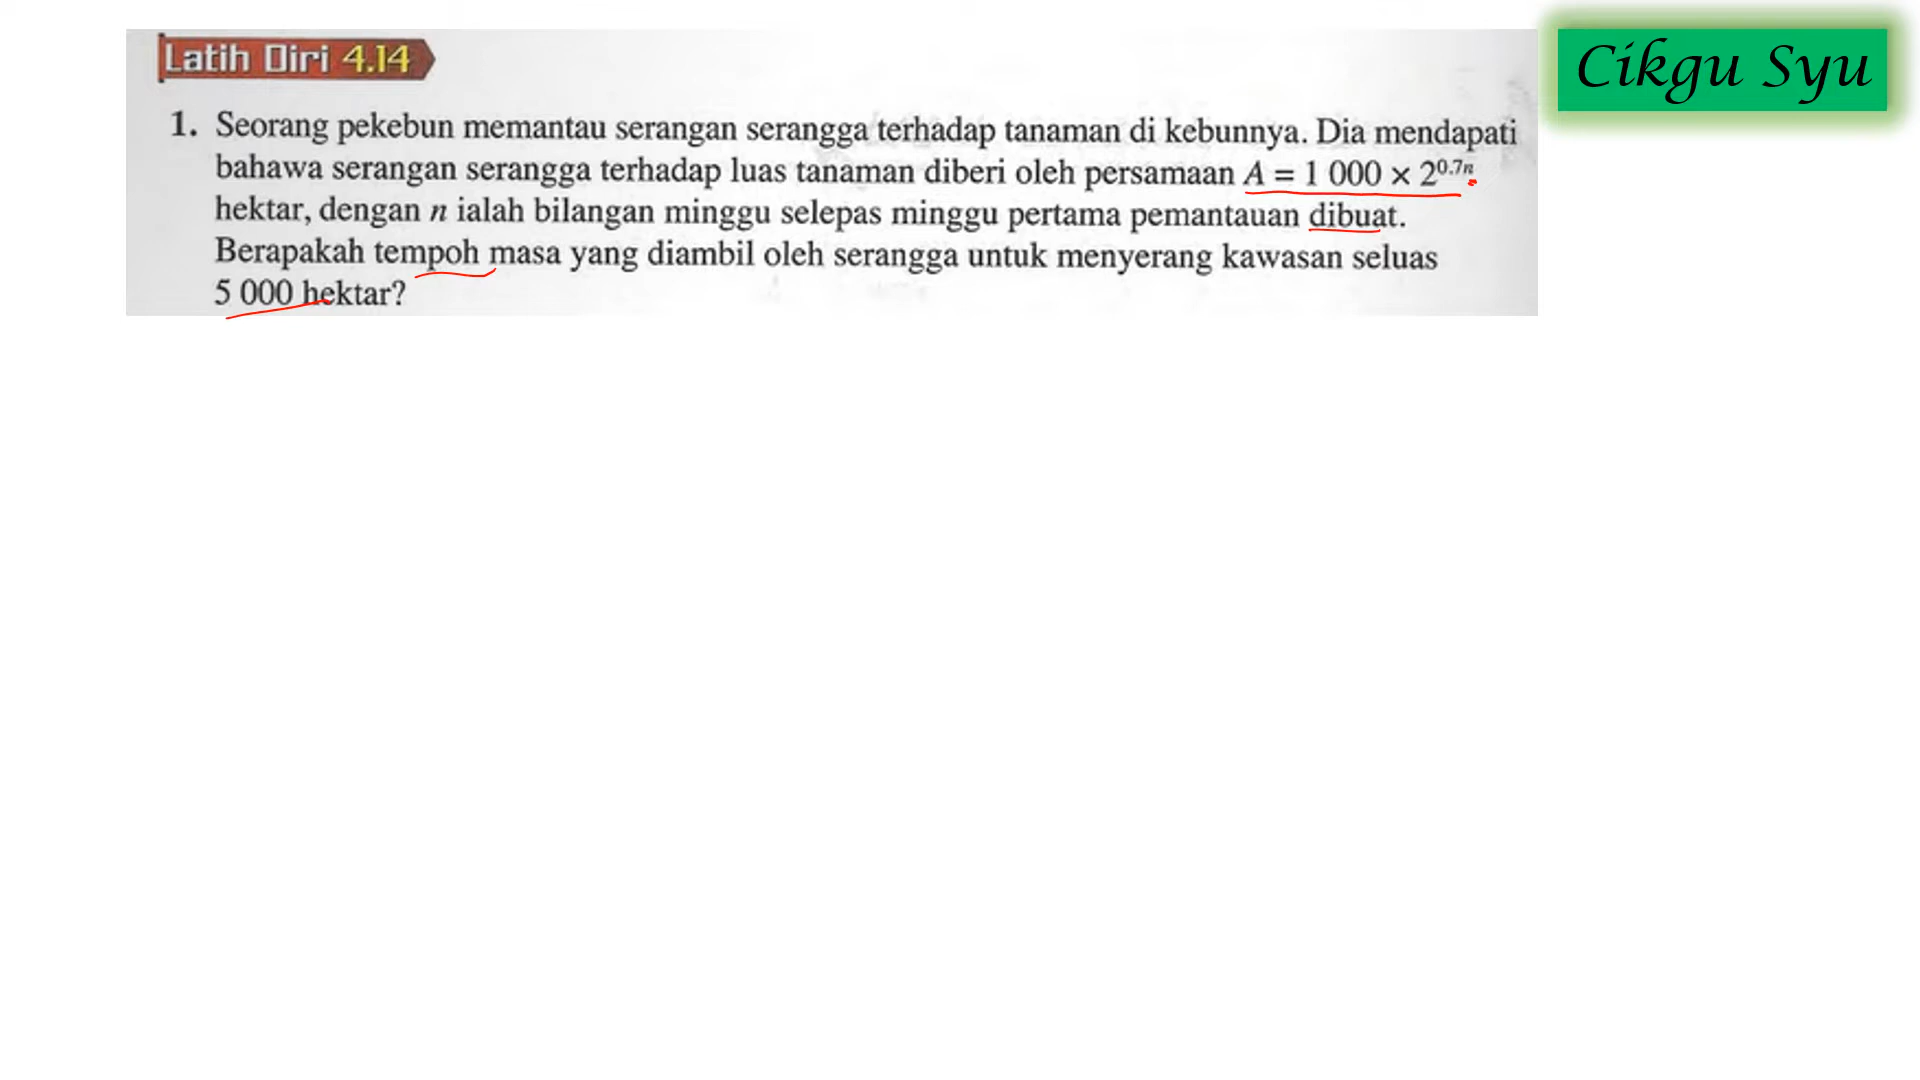 Latih Diri 4.14
Cikgu Syu
1. Seorang pekebun memantau serangan serangga terhadap tanaman di kebunnya. Dia mendapati
bahawa serangan serangga terhadap luas tanaman diberi oleh persamaan A = 1 000 × 2^0.7n
hektar, dengan n ialah bilangan minggu selepas minggu pertama pemantauan dibuat.
Berapakah tempoh masa yang diambil oleh serangga untuk menyerang kawasan seluas
5 000 hektar?